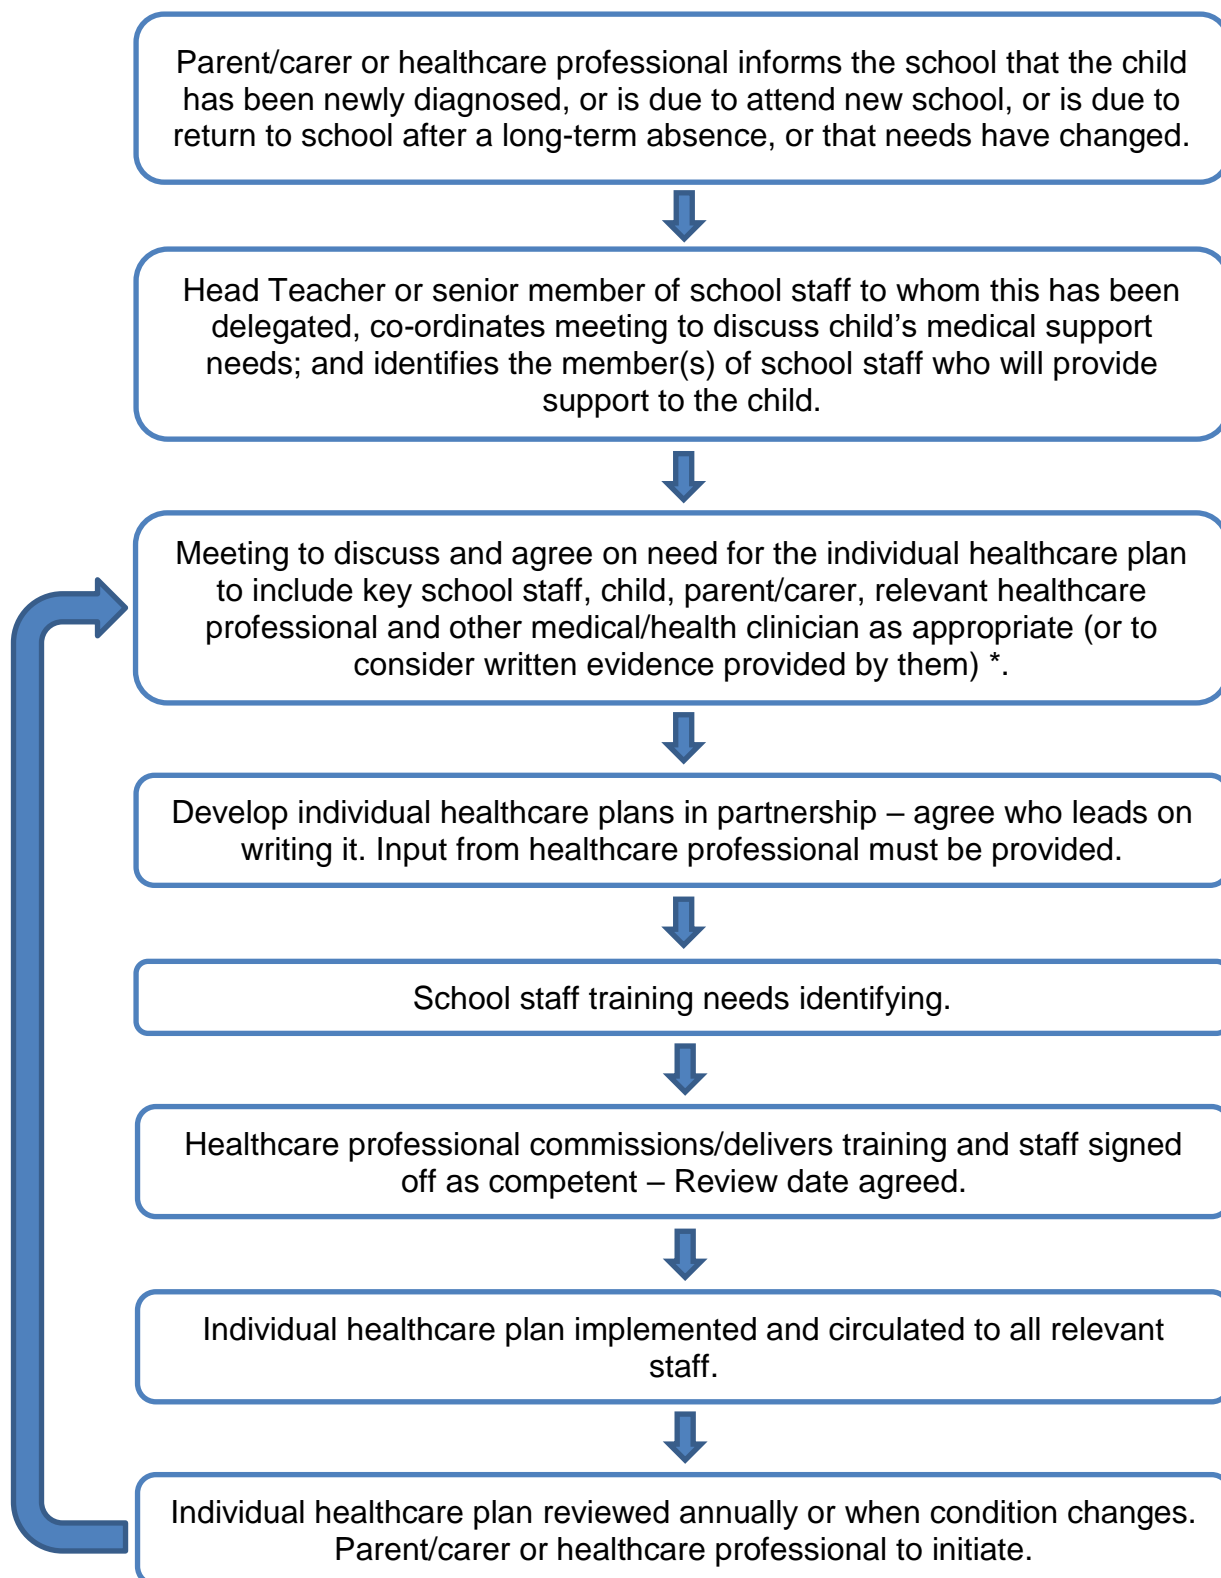 Parent/carer or healthcare professional informs the school that the child
has been newly diagnosed, or is due to attend new school, or is due to
return to school after a long-term absence, or that needs have changed.
Head Teacher or senior member of school staff to whom this has been
delegated, co-ordinates meeting to discuss child’s medical support
needs; and identifies the member(s) of school staff who will provide
support to the child.
Meeting to discuss and agree on need for the individual healthcare plan
to include key school staff, child, parent/carer, relevant healthcare
professional and other medical/health clinician as appropriate (or to
consider written evidence provided by them) *.
Develop individual healthcare plans in partnership – agree who leads on
writing it. Input from healthcare professional must be provided.
School staff training needs identifying.
Healthcare professional commissions/delivers training and staff signed
off as competent – Review date agreed.
Individual healthcare plan implemented and circulated to all relevant
staff.
Individual healthcare plan reviewed annually or when condition changes.
Parent/carer or healthcare professional to initiate.